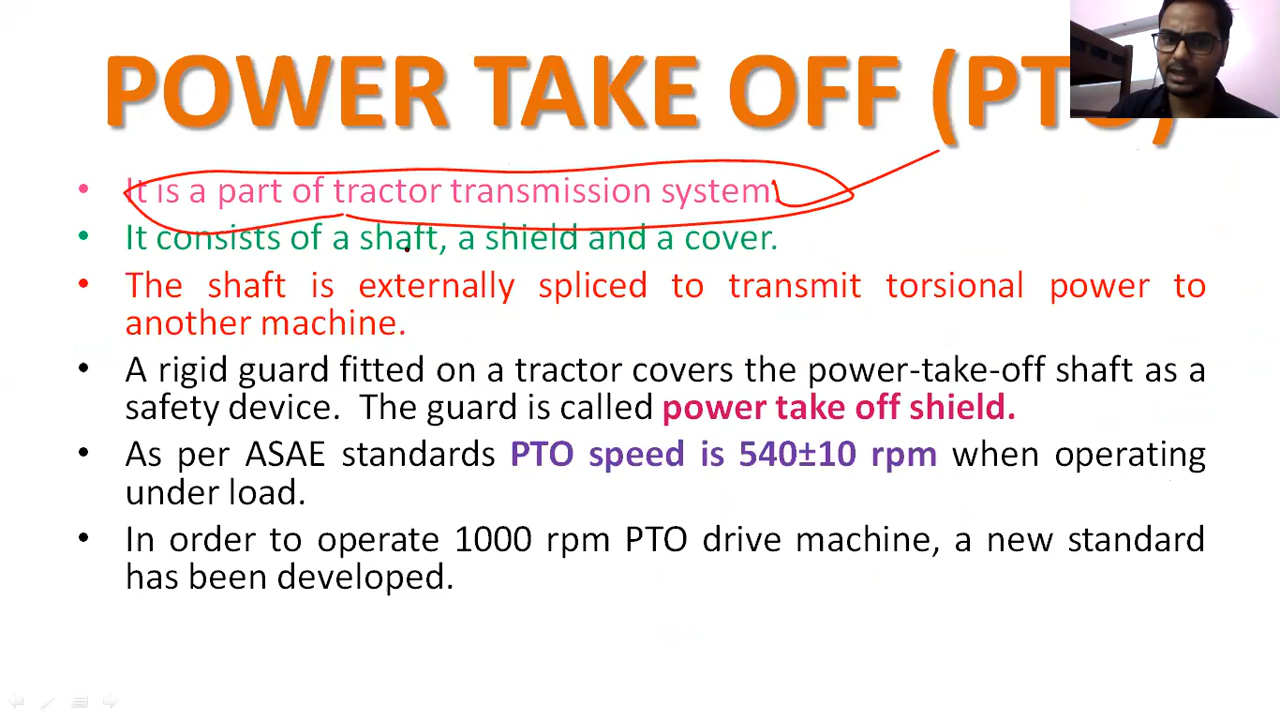 POWER TAKE OFF (PTO)
• It is a part of tractor transmission system.
• It consists of a shaft, a shield and a cover.
• The shaft is externally spliced to transmit torsional power to
another machine.
• A rigid guard fitted on a tractor covers the power-take-off shaft as a
safety device. The guard is called power take off shield.
• As per ASAE standards PTO speed is 540±10 rpm when operating
under load.
• In order to operate 1000 rpm PTO drive machine, a new standard
has been developed.